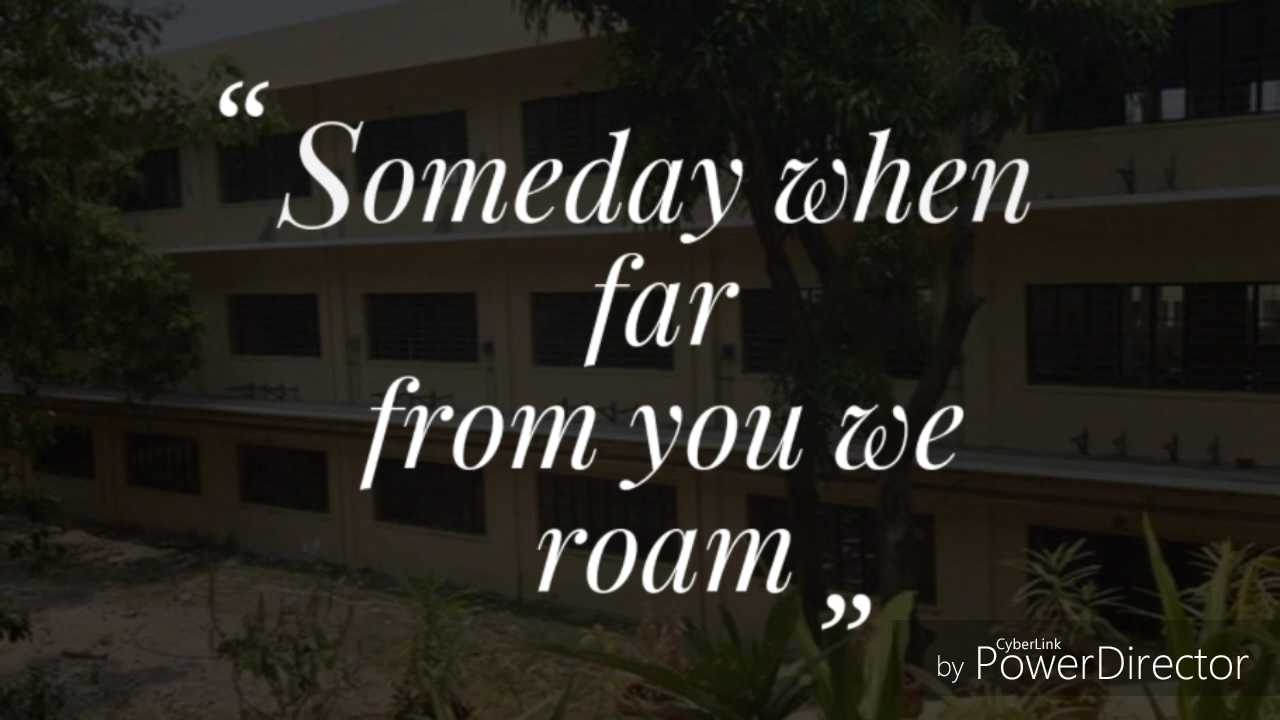 “Someday when
far
from you we
roam”
by CyberLink PowerDirector